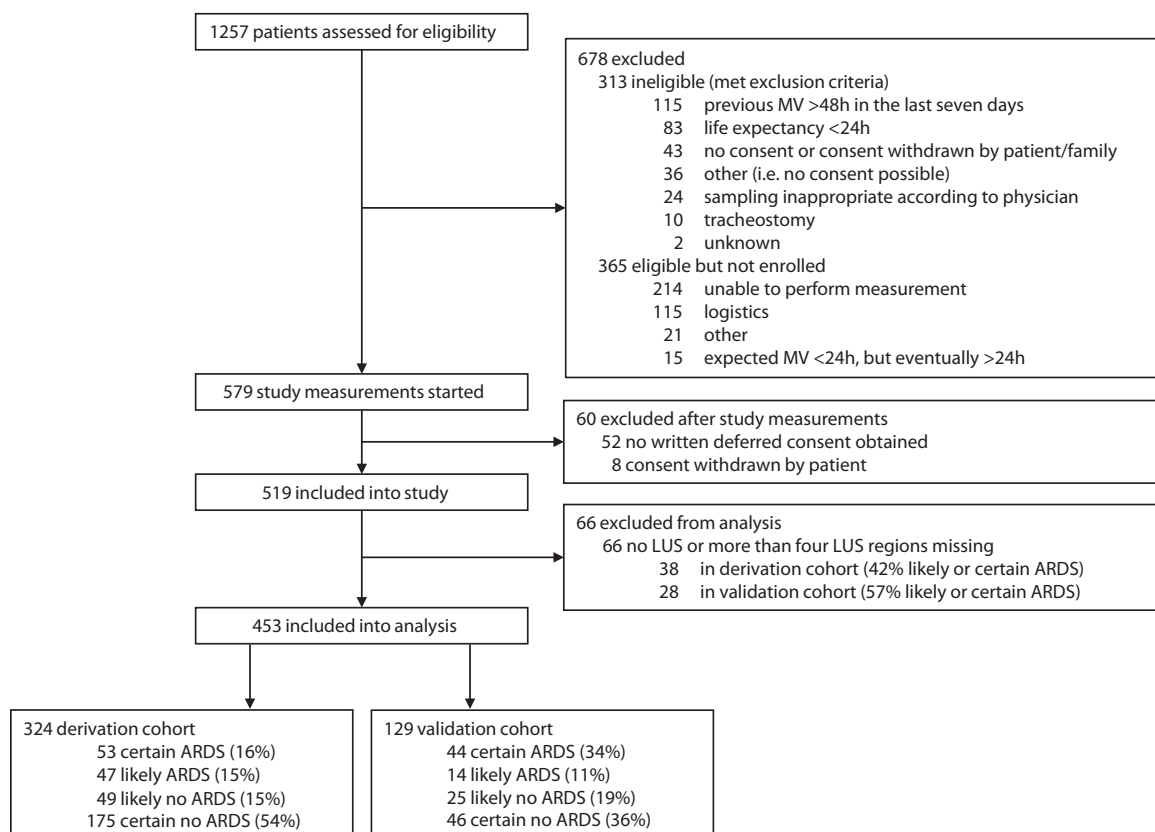 1257 patients assessed for eligibility
678 excluded
313 ineligible (met exclusion criteria)
115 previous MV >48h in the last seven days
83 life expectancy <24h
43 no consent or consent withdrawn by patient/family
36 other (i.e. no consent possible)
24 sampling inappropriate according to physician
10 tracheostomy
2 unknown
365 eligible but not enrolled
214 unable to perform measurement
115 logistics
21 other
15 expected MV <24h, but eventually >24h
579 study measurements started
60 excluded after study measurements
52 no written deferred consent obtained
8 consent withdrawn by patient
519 included into study
66 excluded from analysis
66 no LUS or more than four LUS regions missing
38 in derivation cohort (42% likely or certain ARDS)
28 in validation cohort (57% likely or certain ARDS)
453 included into analysis
324 derivation cohort
53 certain ARDS (16%)
47 likely ARDS (15%)
49 likely no ARDS (15%)
175 certain no ARDS (54%)
129 validation cohort
44 certain ARDS (34%)
14 likely ARDS (11%)
25 likely no ARDS (19%)
46 certain no ARDS (36%)